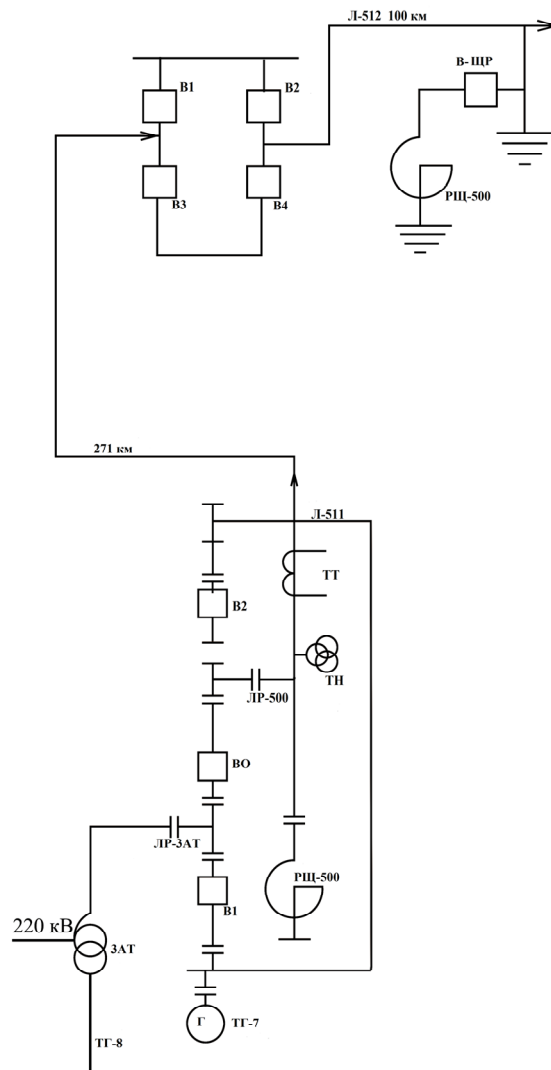 Л-512 100 км
В1
В2
В-ЩР
В3
В4
РЩ-500
271 км
Л-511
ТТ
В2
ТН
ЛР-500
ВО
ЛР-3АТ
РЩ-500
В1
220 кВ
3АТ
Г
ТГ-7
ТГ-8